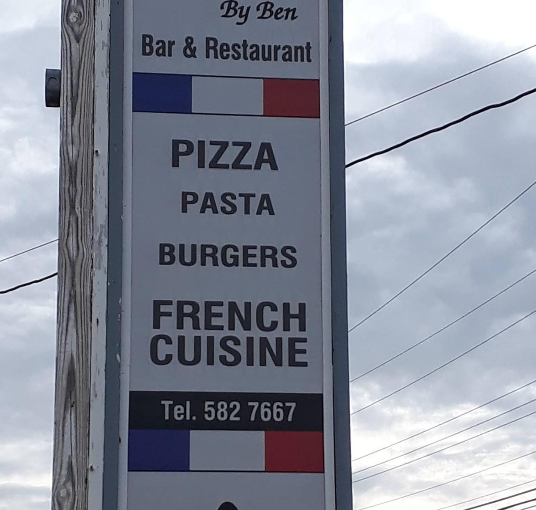 By Ben
Bar & Restaurant
PIZZA
PASTA
BURGERS
FRENCH
CUISINE
Tel. 582 7667